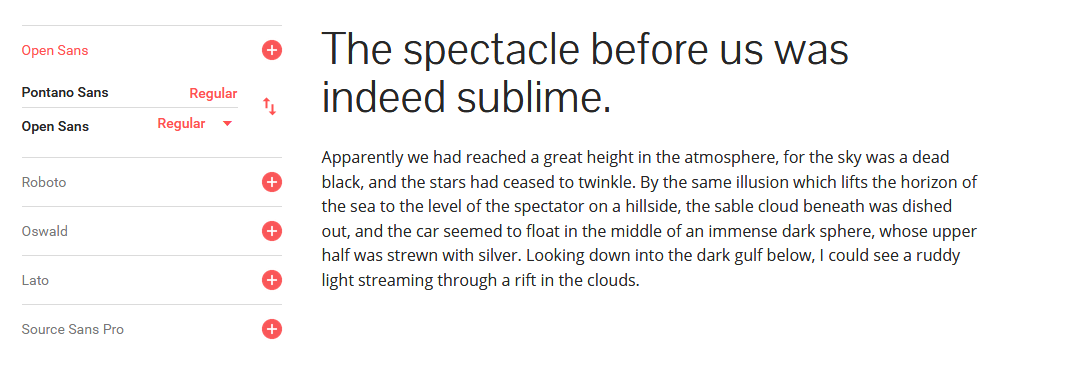 Open Sans
Pontano Sans Regular
Open Sans Regular
Roboto
Oswald
Lato
Source Sans Pro
The spectacle before us was
indeed sublime.
Apparently we had reached a great height in the atmosphere, for the sky was a dead
black, and the stars had ceased to twinkle. By the same illusion which lifts the horizon of
the sea to the level of the spectator on a hillside, the sable cloud beneath was dished
out, and the car seemed to float in the middle of an immense dark sphere, whose upper
half was strewn with silver. Looking down into the dark gulf below, I could see a ruddy
light streaming through a rift in the clouds.